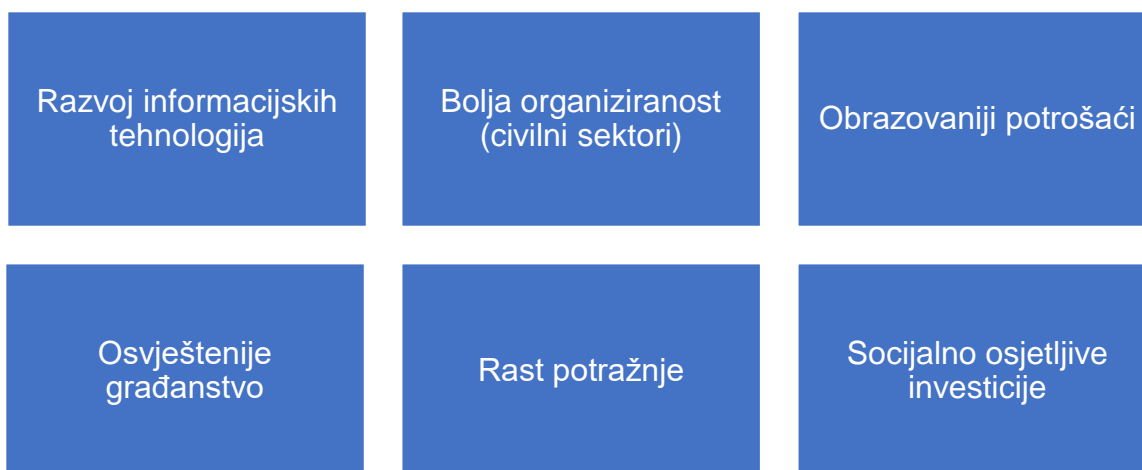 Razvoj informacijskih
tehnologija
Bolja organiziranost
(civilni sektori)
Obrazovaniji potrošaći
Osvještenije
građanstvo
Rast potražnje
Socijalno osjetljive
investicije